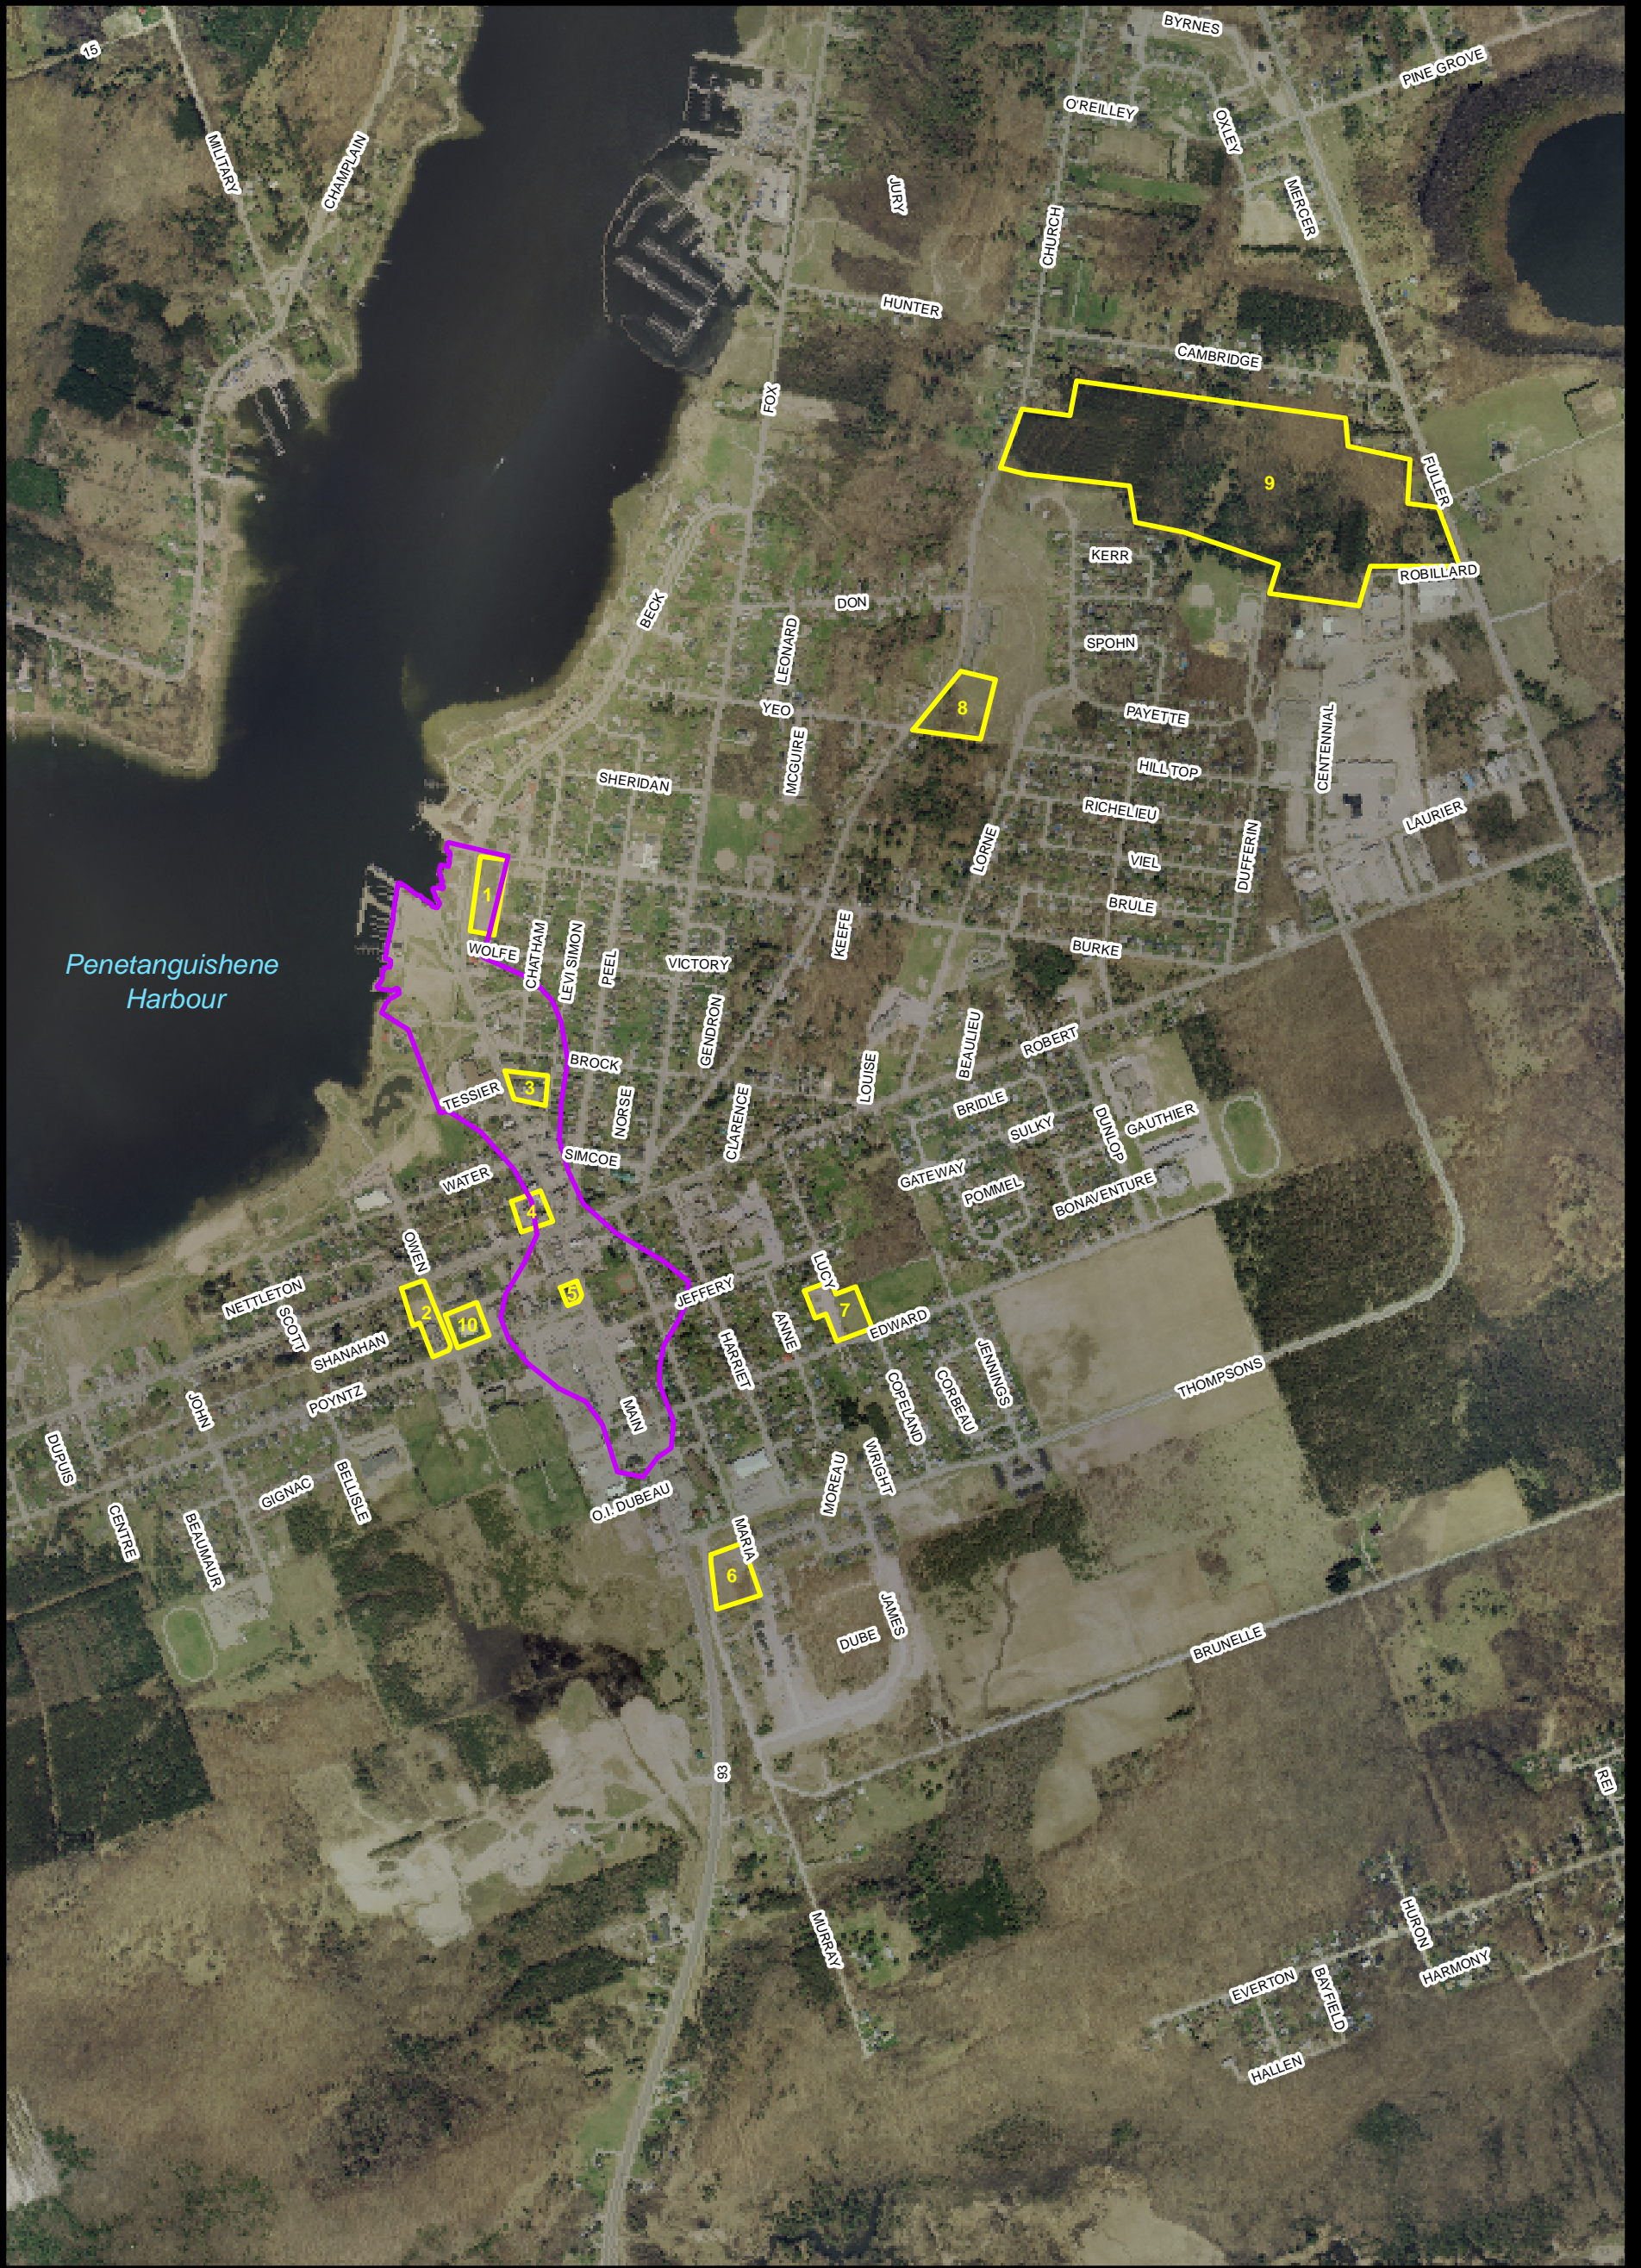 BYRNES
15
PINE GROVE
O'REILLEY
OXLEY
MILITARY
CHAMPLAIN
JURY
MERCER
CHURCH
HUNTER
CAMBRIDGE
FOX
FULLER
9
KERR
ROBILLARD
DON
BECK
LEONARD
SPOHN
YEO
8
PAYETTE
CENTENNIAL
MCGUIRE
SHERIDAN
HILLTOP
RICHELIEU
LAURIER
LORNE
DUFFERIN
VIEL
1
BRULE
KEEFE
BURKE
WOLFE
CHATHAM
LEVI SIMON
PEEL
VICTORY
Penetanguishene
Harbour
GENDRON
BEAULIEU
ROBERT
BROCK
LOUISE
3
TESSIER
NORSE
CLARENCE
BRIDLE
SULKY
DUNLOP
GAUTHIER
SIMCOE
WATER
GATEWAY
POMMEL
BONAVENTURE
4
OWEN
LUCY
NETTLETON
SCOTT
2
10
5
JEFFERY
7
ANNE
EDWARD
SHANAHAN
HARRIET
JENNINGS
THOMPSONS
JOHN
POYNTZ
MAIN
COPELAND
CORBEAU
DUPUIS
GIGNAC
BELLISLE
MOREAU
WRIGHT
O.I. DUBEAU
CENTRE
BEAUMAUR
MARIA
6
JAMES
DUBE
BRUNELLE
93
REI
MURRAY
HURON
HARMONY
EVERTON
BAYFIELD
HALLEN